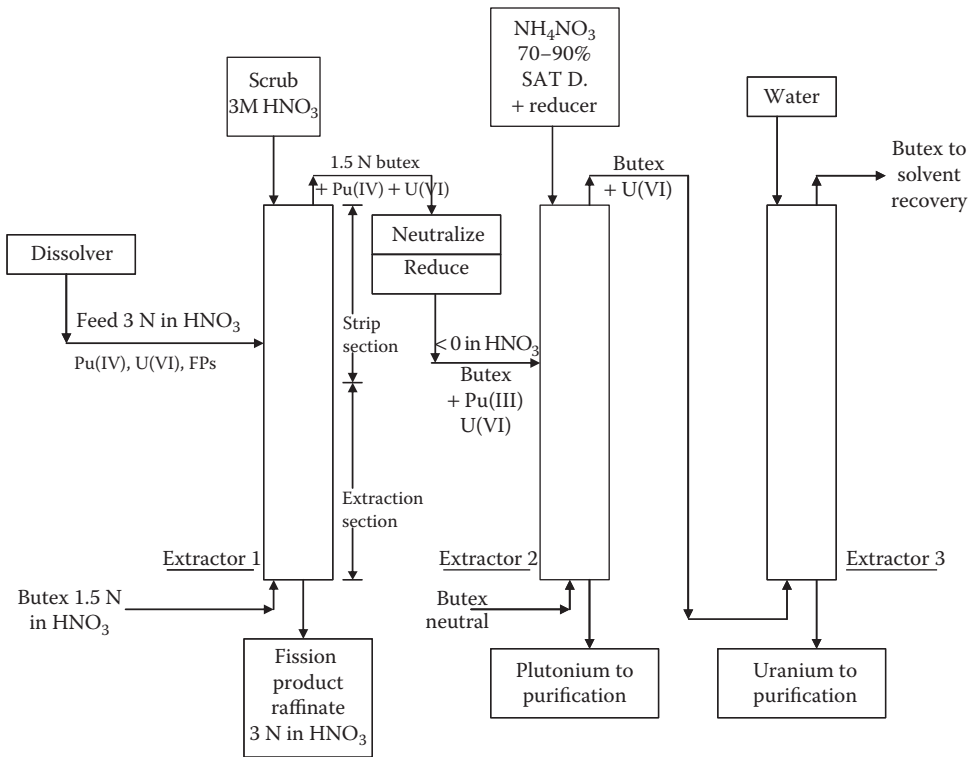 Scrub
3M HNO₃
NH₄NO₃
70–90%
SAT D.
+ reducer
Water
1.5 N butex
+ Pu(IV) + U(VI)
Butex
+ U(VI)
Butex to
solvent
recovery
Dissolver
Neutralize
Reduce
Feed 3 N in HNO₃
Pu(IV), U(VI), FPs
Strip
section
< 0 in HNO₃
Butex
+ Pu(III)
U(VI)
Extraction
section
Extractor 1
Extractor 2
Extractor 3
Butex 1.5 N
in HNO₃
Butex
neutral
Fission
product
raffinate
3 N in HNO₃
Plutonium to
purification
Uranium to
purification